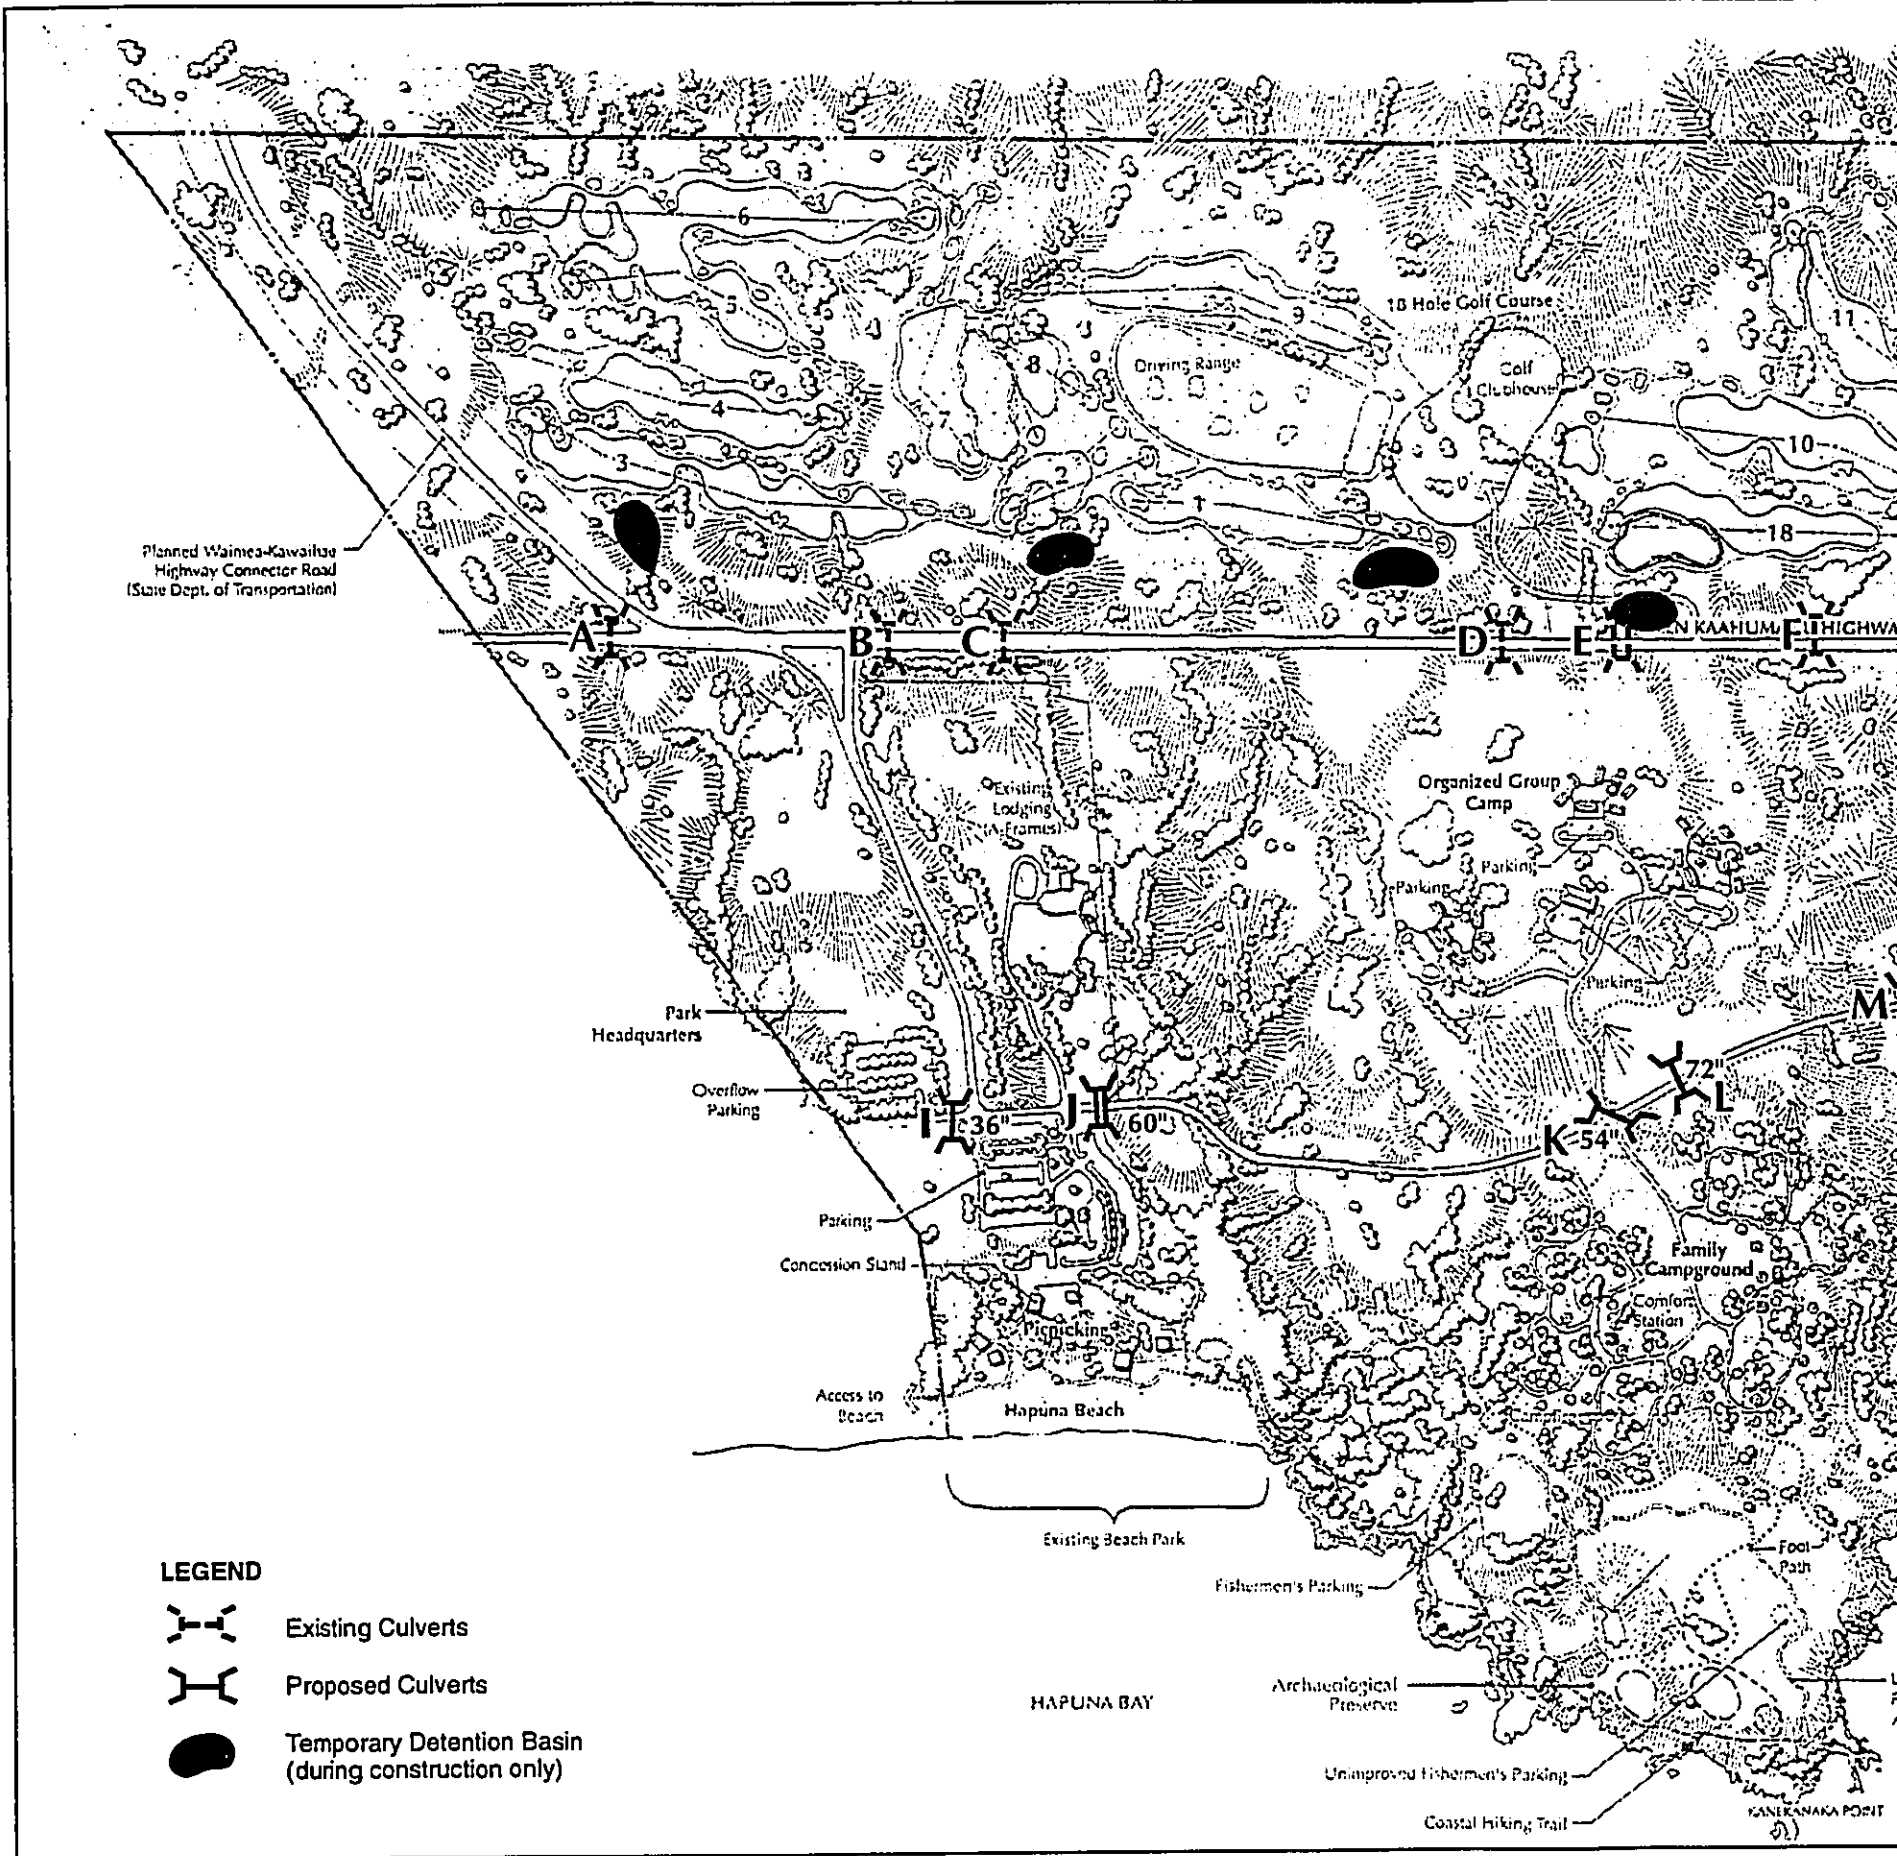 6
5
9
18 Hole Golf Course
11
8
Driving Range
Golf
Clubhouse
4
7
10
3
2
1
18
Planned Waimea-Kawaihae
Highway Connector Road
(State Dept. of Transportation)
A
B
C
D
E
N KAAHUM
F
HIGHWA
Existing
Lodging
(A-Frames)
Organized Group
Camp
Parking
Parking
Parking
M
Park
Headquarters
Overflow
Parking
I
36"
J
60"
72"
L
K
54"
Parking
Concession Stand
Family
Campground
Comfort
Station
Picnicking
Access to
Beach
Hapuna Beach
Existing Beach Park
Foot
Path
Fishermen's Parking
LEGEND
Existing Culverts
Proposed Culverts
Temporary Detention Basin
(during construction only)
HAPUNA BAY
Archaeological
Preserve
Unimproved Fishermen's Parking
Coastal Hiking Trail
KANEKANAKA POINT